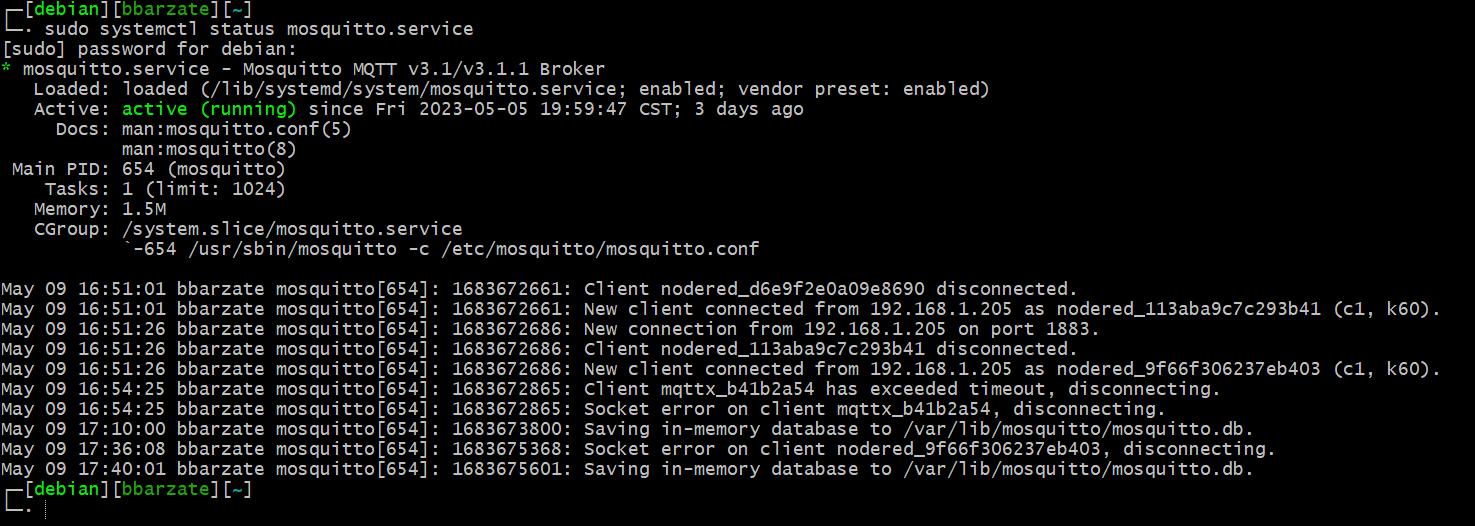 ┌─[debian][bbarzate][~]
└─. sudo systemctl status mosquitto.service
[sudo] password for debian:
* mosquitto.service - Mosquitto MQTT v3.1/v3.1.1 Broker
   Loaded: loaded (/lib/systemd/system/mosquitto.service; enabled; vendor preset: enabled)
   Active: active (running) since Fri 2023-05-05 19:59:47 CST; 3 days ago
     Docs: man:mosquitto.conf(5)
           man:mosquitto(8)
 Main PID: 654 (mosquitto)
    Tasks: 1 (limit: 1024)
   Memory: 1.5M
   CGroup: /system.slice/mosquitto.service
           `-654 /usr/sbin/mosquitto -c /etc/mosquitto/mosquitto.conf

May 09 16:51:01 bbarzate mosquitto[654]: 1683672661: Client nodered_d6e9f2e0a09e8690 disconnected.
May 09 16:51:01 bbarzate mosquitto[654]: 1683672661: New client connected from 192.168.1.205 as nodered_113aba9c7c293b41 (c1, k60).
May 09 16:51:26 bbarzate mosquitto[654]: 1683672686: New connection from 192.168.1.205 on port 1883.
May 09 16:51:26 bbarzate mosquitto[654]: 1683672686: Client nodered_113aba9c7c293b41 disconnected.
May 09 16:51:26 bbarzate mosquitto[654]: 1683672686: New client connected from 192.168.1.205 as nodered_9f66f306237eb403 (c1, k60).
May 09 16:54:25 bbarzate mosquitto[654]: 1683672865: Client mqttx_b41b2a54 has exceeded timeout, disconnecting.
May 09 16:54:25 bbarzate mosquitto[654]: 1683672865: Socket error on client mqttx_b41b2a54, disconnecting.
May 09 17:10:00 bbarzate mosquitto[654]: 1683673800: Saving in-memory database to /var/lib/mosquitto/mosquitto.db.
May 09 17:36:08 bbarzate mosquitto[654]: 1683675368: Socket error on client nodered_9f66f306237eb403, disconnecting.
May 09 17:40:01 bbarzate mosquitto[654]: 1683675601: Saving in-memory database to /var/lib/mosquitto/mosquitto.db.
┌─[debian][bbarzate][~]
└─.